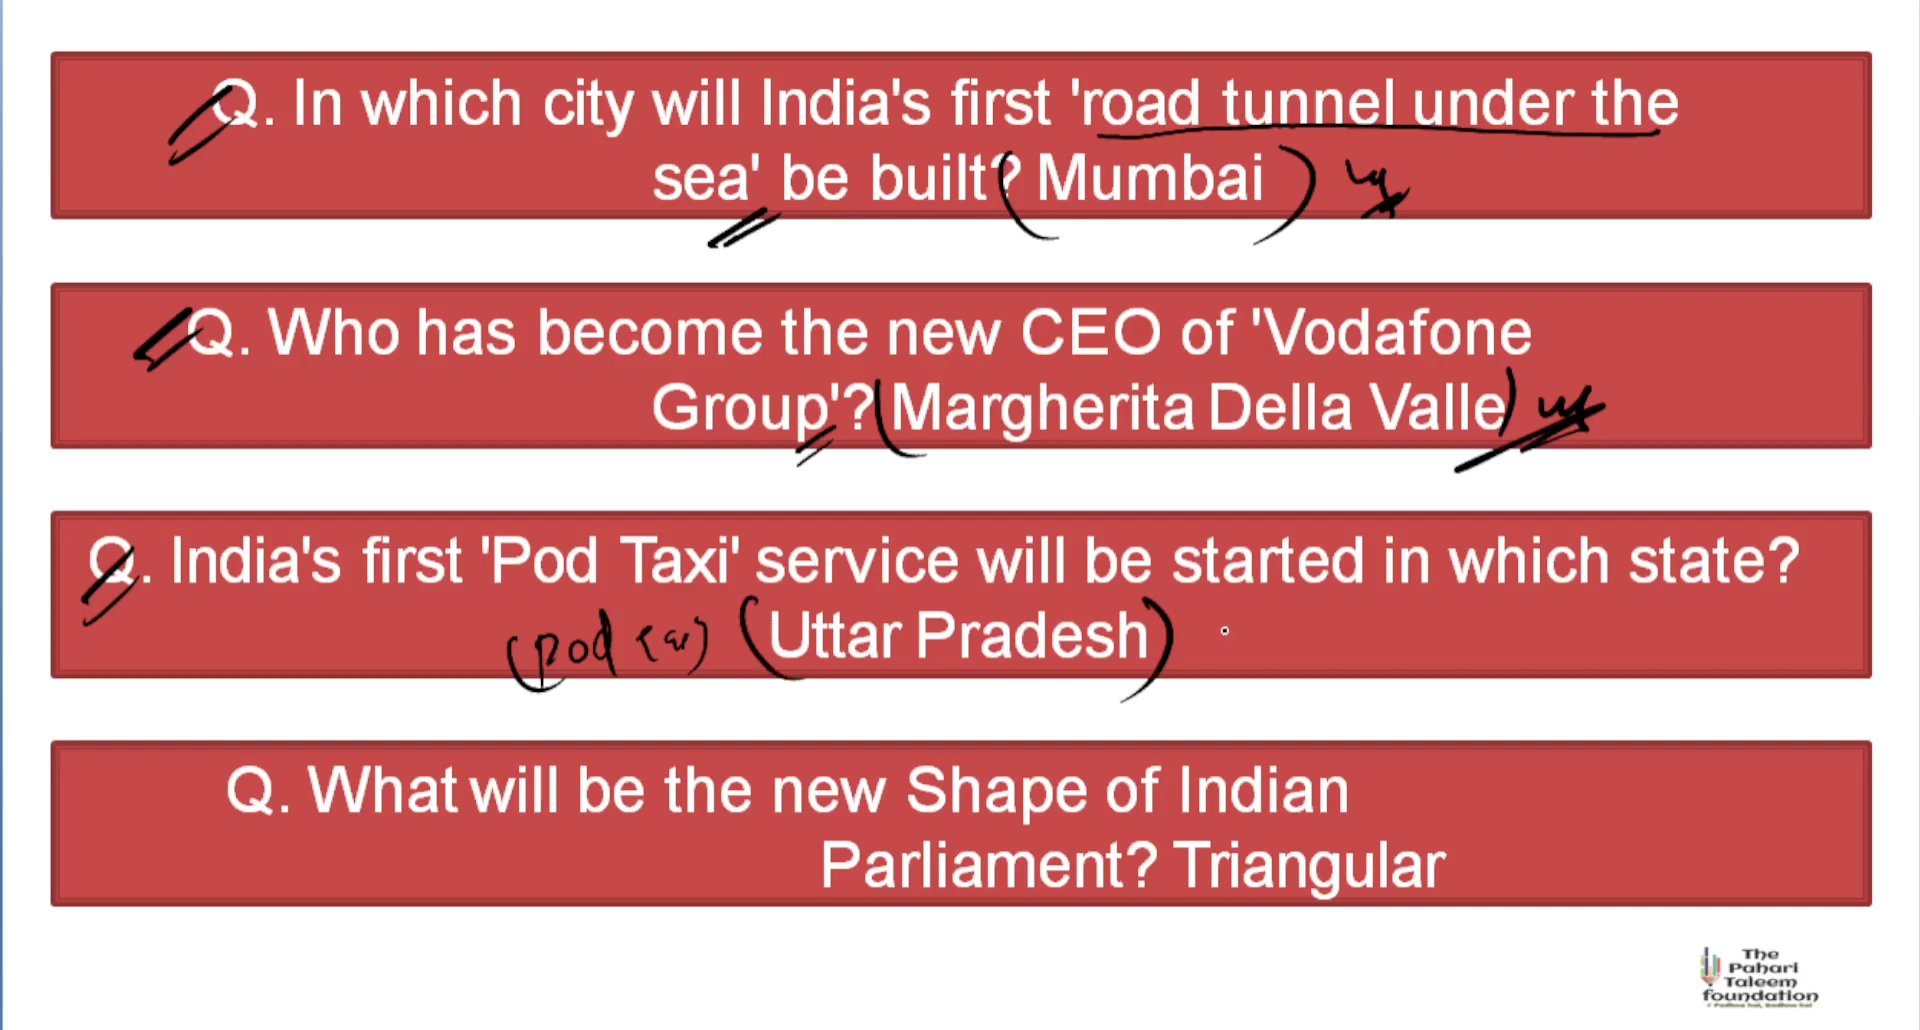 Q. In which city will India's first 'road tunnel under the
sea' be built? Mumbai
Q. Who has become the new CEO of 'Vodafone
Group'? Margherita Della Valle
Q. India's first 'Pod Taxi' service will be started in which state?
(Pod Uttar Pradesh
Q. What will be the new Shape of Indian
Parliament? Triangular
The
Pahari
Taleem
foundation